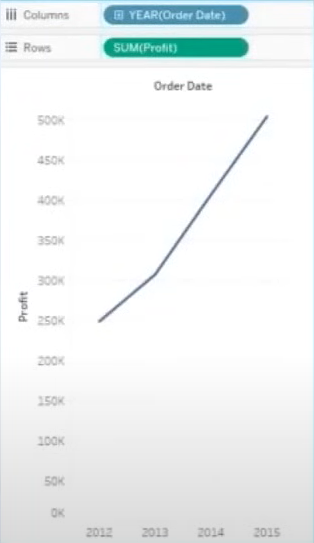 Columns
YEAR(Order Date)
Rows
SUM(Profit)
Order Date
500K
450K
400K
350K
300K
250K
200K
150K
100K
50K
0K
Profit
2012 2013 2014 2015